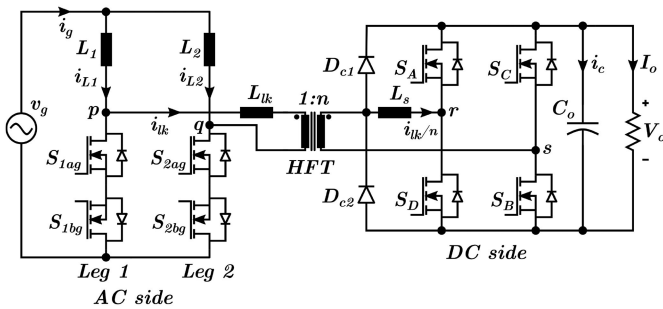 i_g
L_1
L_2
i_L1
i_L2
v_g
p
q
i_lk
L_lk
1:n
HFT
S_1ag
S_2ag
S_1bg
S_2bg
Leg 1
Leg 2
AC side
D_c1
D_c2
L_s
i_lk/n
r
s
S_A
S_C
S_D
S_B
DC side
i_c
C_o
I_o
+
V_o
-